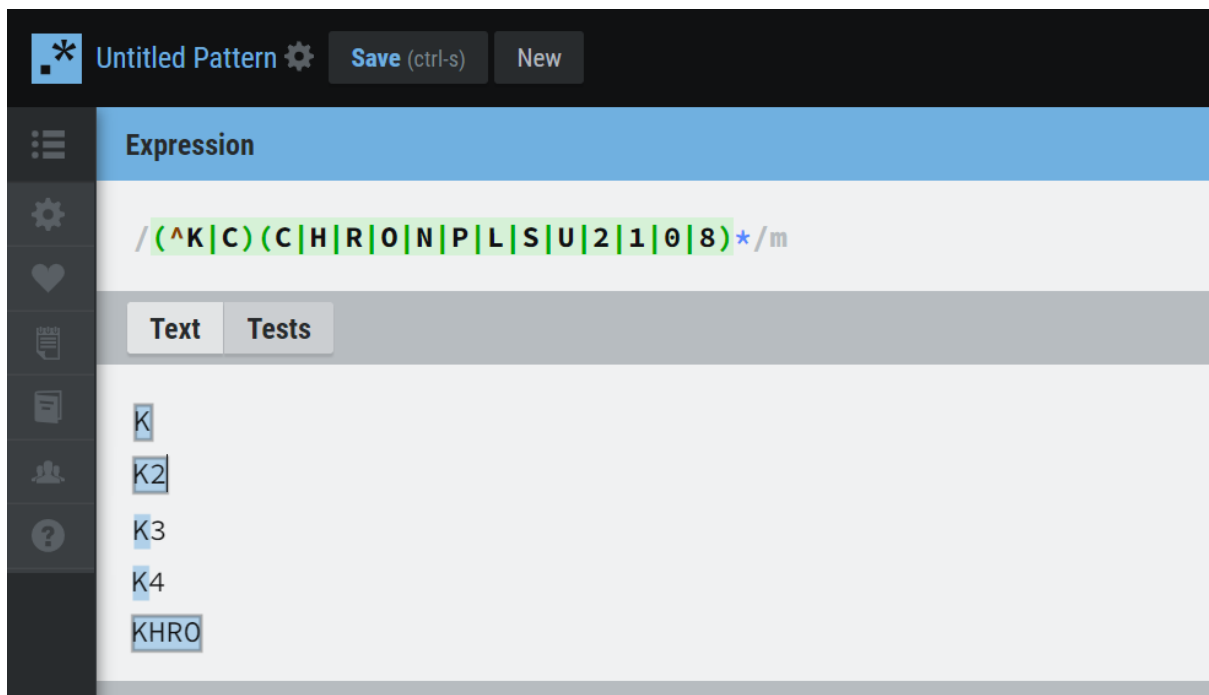 Untitled Pattern Save (ctrl-s) New
Expression
/(^K|C)(C|H|R|O|N|P|L|S|U|2|1|0|8)*/m
Text Tests
K
K2
K3
K4
KHRO